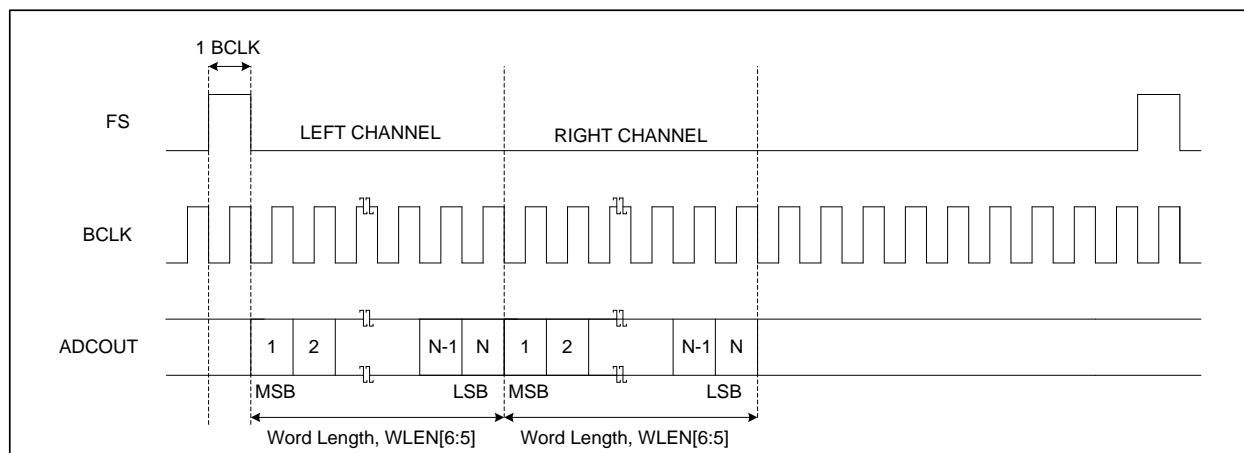 1 BCLK
FS
LEFT CHANNEL
RIGHT CHANNEL
BCLK
ADCOUT
1 2 N-1 N 1 2 N-1 N
MSB LSB MSB LSB
Word Length, WLEN[6:5] Word Length, WLEN[6:5]